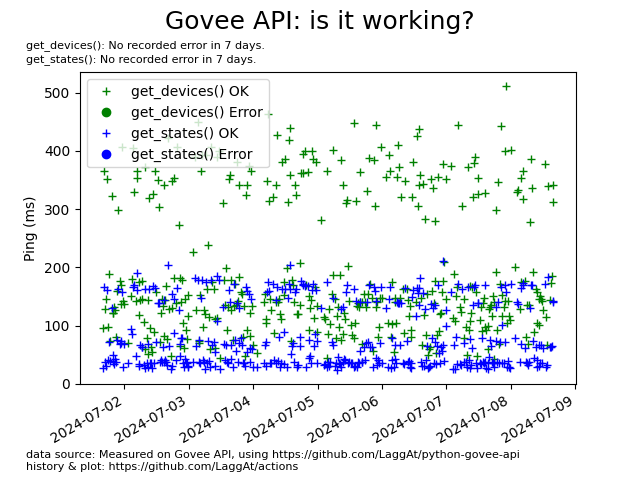 Govee API: is it working?
get_devices(): No recorded error in 7 days.
get_states(): No recorded error in 7 days.
get_devices() OK
get_devices() Error
get_states() OK
get_states() Error
Ping (ms)
500
400
300
200
100
0
2024-07-02
2024-07-03
2024-07-04
2024-07-05
2024-07-06
2024-07-07
2024-07-08
2024-07-09
data source: Measured on Govee API, using https://github.com/LaggAt/python-govee-api
history & plot: https://github.com/LaggAt/actions